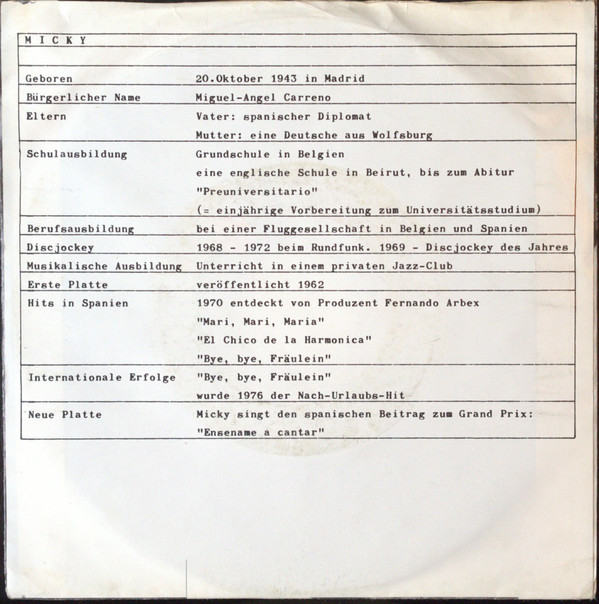 M I C K Y
Geboren 20.Oktober 1943 in Madrid
Bürgerlicher Name Miguel-Angel Carreno
Eltern Vater: spanischer Diplomat
Mutter: eine Deutsche aus Wolfsburg
Schulausbildung Grundschule in Belgien
eine englische Schule in Beirut, bis zum Abitur
"Preuniversitario"
(= einjährige Vorbereitung zum Universitätsstudium)
Berufsausbildung bei einer Fluggesellschaft in Belgien und Spanien
Discjockey 1968 - 1972 beim Rundfunk. 1969 - Discjockey des Jahres
Musikalische Ausbildung Unterricht in einem privaten Jazz-Club
Erste Platte veröffentlicht 1962
Hits in Spanien 1970 entdeckt von Produzent Fernando Arbex
"Mari, Mari, Maria"
"El Chico de la Harmonica"
"Bye, bye, Fräulein"
Internationale Erfolge "Bye, bye, Fräulein"
wurde 1976 der Nach-Urlaubs-Hit
Neue Platte Micky singt den spanischen Beitrag zum Grand Prix:
"Ensename a cantar"